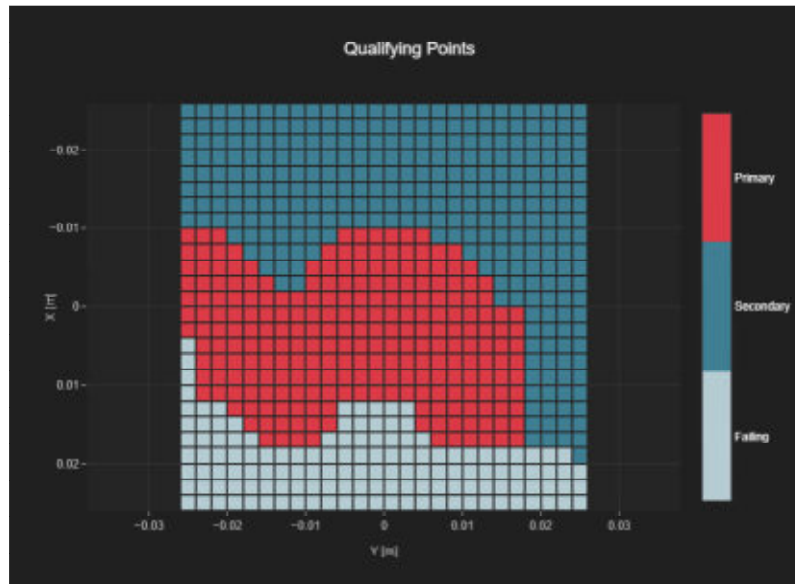 Qualifying Points
−0.02
−0.01
0
0.01
0.02
X [m]
−0.03
−0.02
−0.01
0
0.01
0.02
0.03
Y [m]
Primary
Secondary
Failing